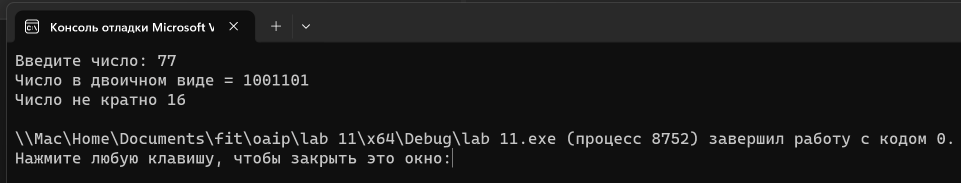 Консоль отладки Microsoft V
Введите число: 77
Число в двоичном виде = 1001101
Число не кратно 16
\\Mac\Home\Documents\fit\oaip\lab 11\x64\Debug\lab 11.exe (процесс 8752) завершил работу с кодом 0.
Нажмите любую клавишу, чтобы закрыть это окно: